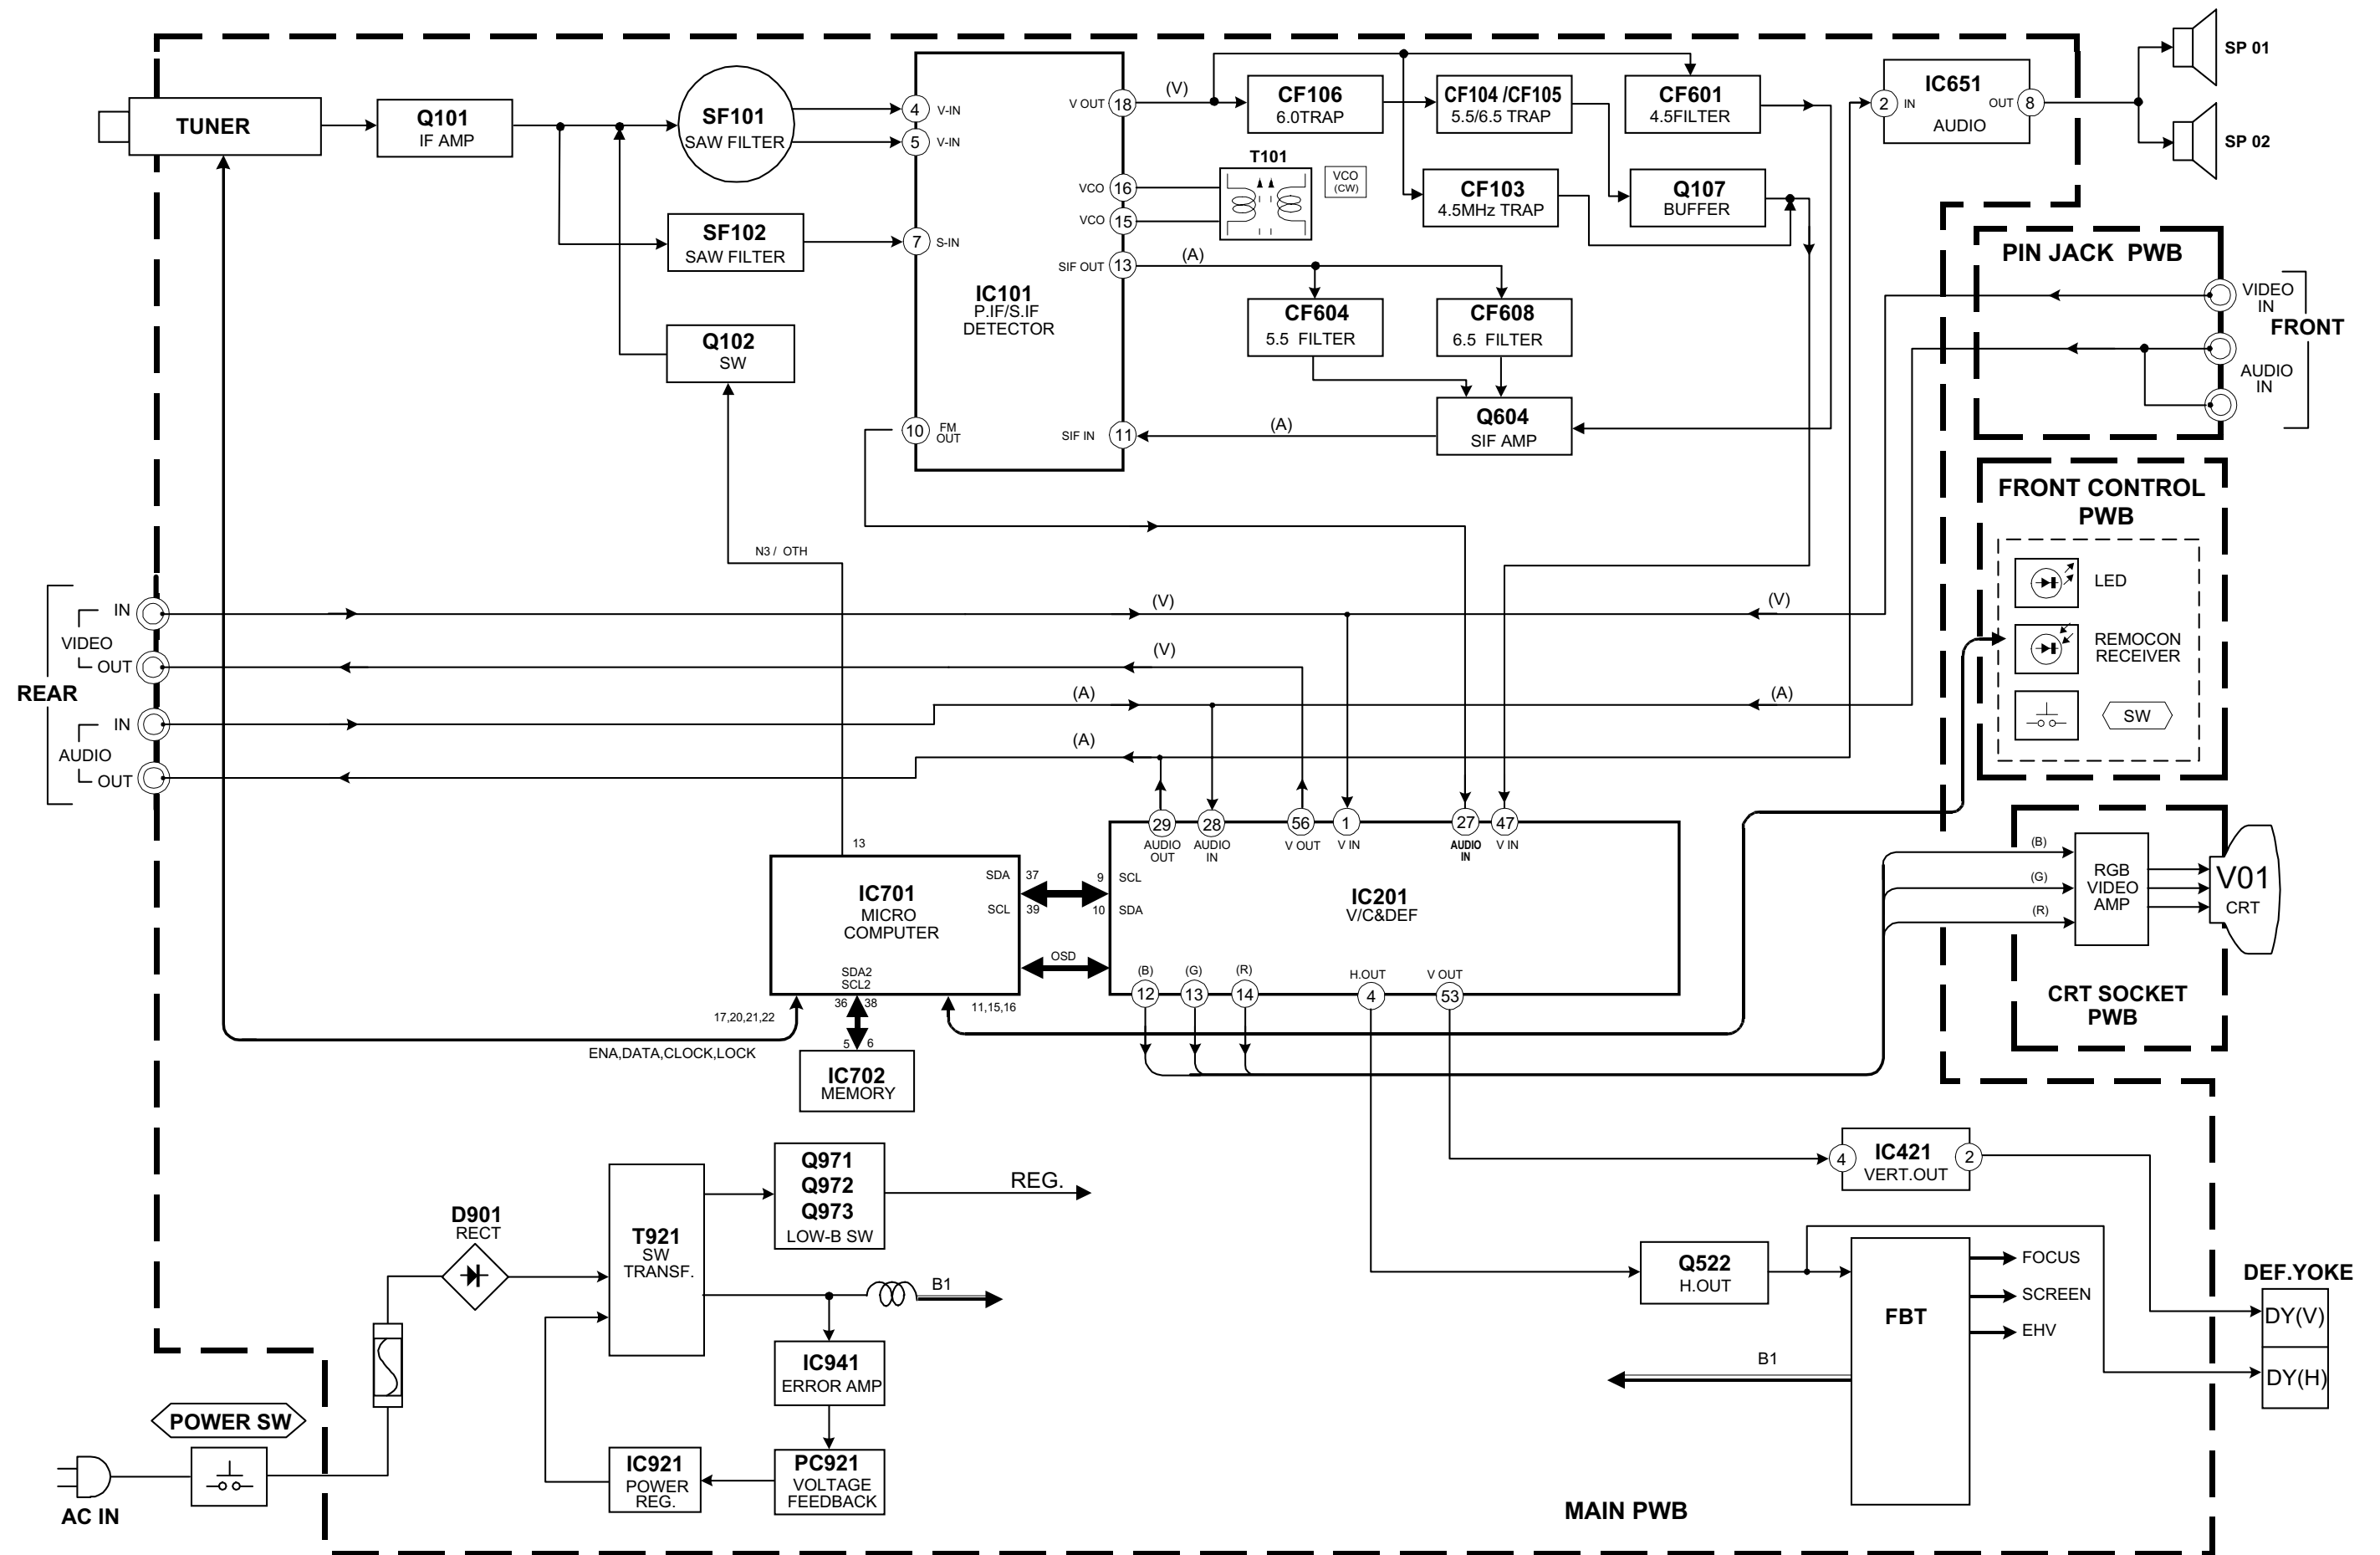 TUNER
Q101
IF AMP
SF101
SAW FILTER
SF102
SAW FILTER
Q102
SW
N3 / OTH
4
V-IN
5
V-IN
7
S-IN
10
FM
OUT
IC101
P.IF/S.IF
DETECTOR
V OUT
18
VCO
16
VCO
15
SIF OUT
13
SIF IN
11
(V)
(A)
(A)
CF106
6.0TRAP
CF104 /CF105
5.5/6.5 TRAP
CF601
4.5FILTER
T101
VCO
(CW)
CF103
4.5MHz TRAP
Q107
BUFFER
CF604
5.5 FILTER
CF608
6.5 FILTER
Q604
SIF AMP
2
IN
IC651
AUDIO
OUT
8
SP 01
SP 02
PIN JACK PWB
VIDEO
IN
FRONT
AUDIO
IN
FRONT CONTROL
PWB
LED
REMOCON
RECEIVER
SW
REAR
IN
VIDEO
OUT
IN
AUDIO
OUT
(V)
(V)
(V)
(A)
(A)
(A)
29
AUDIO
OUT
28
AUDIO
IN
56
V OUT
1
V IN
27
AUDIO
IN
47
V IN
13
IC701
MICRO
COMPUTER
SDA
37
SCL
39
9
SCL
10
SDA
OSD
IC201
V/C&DEF
SDA2
SCL2
36
38
17,20,21,22
11,15,16
ENA,DATA,CLOCK,LOCK
5
6
IC702
MEMORY
(B)
12
(G)
13
(R)
14
H.OUT
4
V OUT
53
(B)
(G)
(R)
RGB
VIDEO
AMP
V01
CRT
CRT SOCKET
PWB
4
IC421
VERT.OUT
2
Q971
Q972
Q973
LOW-B SW
REG.
D901
RECT
T921
SW
TRANSF.
B1
IC941
ERROR AMP
PC921
VOLTAGE
FEEDBACK
IC921
POWER
REG.
POWER SW
AC IN
Q522
H.OUT
FBT
FOCUS
SCREEN
EHV
B1
DEF.YOKE
DY(V)
DY(H)
MAIN PWB